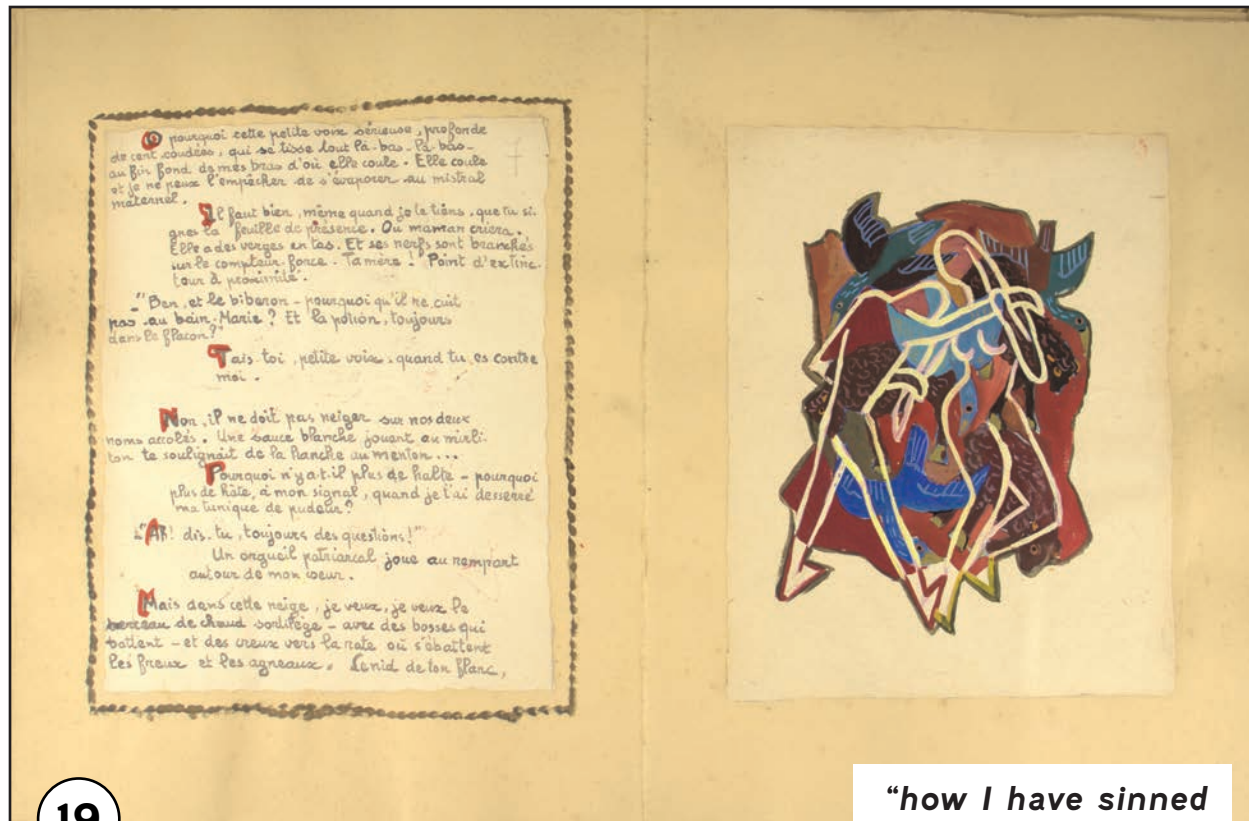 O pourquoi cette petite voix sérieuse, profonde
de cent coudées, qui se tisse tout là-bas-là-bas-
au fin fond de mes bras d'où elle coule. Elle coule
et je ne peux l'empêcher de s'évaporer au mistral
maternel.
Il faut bien, même quand je te tiens, que tu si-
gnes la feuille de présence. Ou maman criera.
Elle a des verges en tas. Et ses nerfs sont branchés
sur le compteur-force. Ta mère! Point d'extinc-
teur à proximité.
"Ben, et le biberon - pourquoi qu'il ne cuit
pas au bain-Marie? Et la potion, toujours
dans le flacon?"
Tais-toi, petite voix, quand tu es contre
moi.
Non, il ne doit pas neiger sur nos deux
noms accolés. Une sauce blanche jouant au mirli-
ton te soulignait de la hanche au menton...
Pourquoi n'y a-t-il plus de halte - pourquoi
plus de hâte, à mon signal, quand je t'ai desserré
ma tunique de pudeur?
"Ah! dis-tu, toujours des questions!"
Un orgueil patriarcal joue au rempart
autour de mon coeur.
Mais dans cette neige, je veux, je veux le
berceau de chaud sortilège - avec des bosses qui
battent - et des creux vers la rate où s'ébattent
les freux et les agneaux. Le nid de ton flanc,
19
"how I have sinned